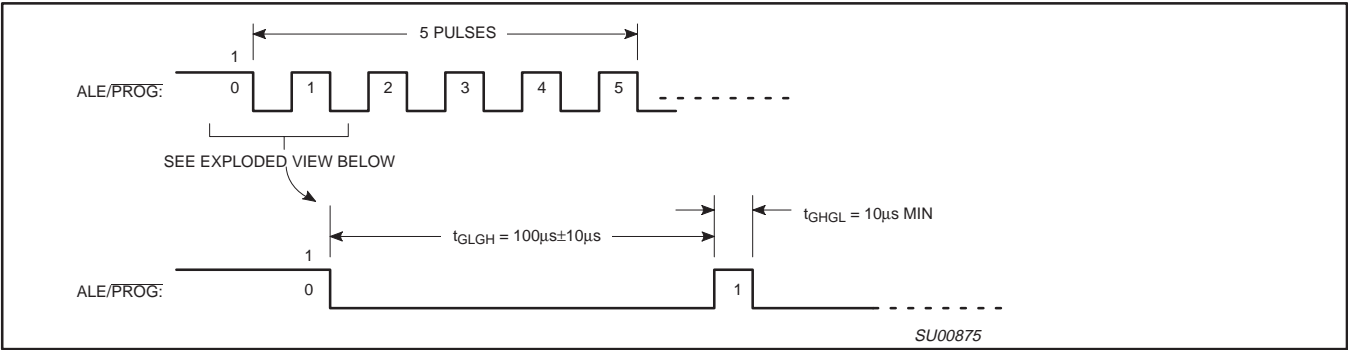 5 PULSES
1
ALE/PROG:
0
1
2
3
4
5
SEE EXPLODED VIEW BELOW
tGHGL = 10µs MIN
tGLGH = 100µs±10µs
1
ALE/PROG:
0
1
SU00875